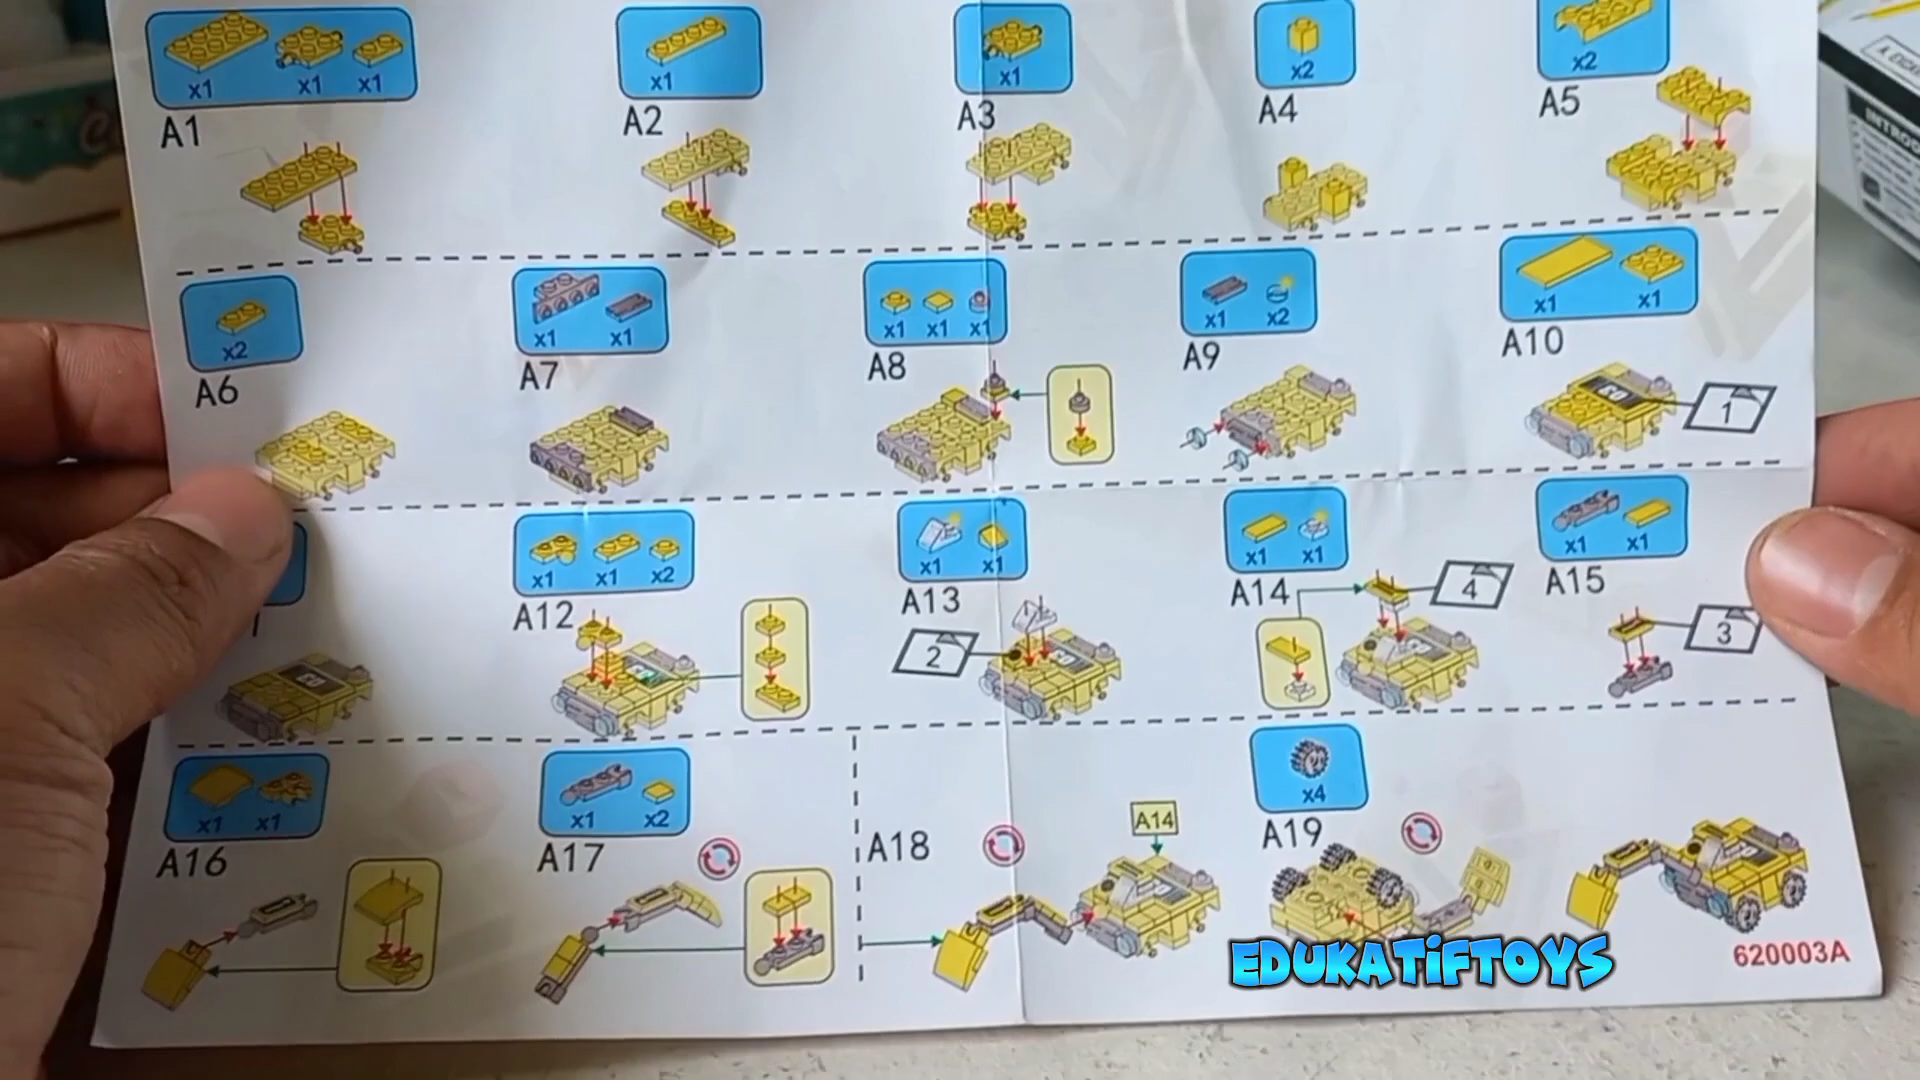 x1 x1 x1
A1
x1
A2
x1
A3
x2
A4
x2
A5
x2
A6
x1 x1
A7
x1 x1 x1
A8
x1 x2
A9
x1 x1
A10
1
x1 x1 x2
A12
x1 x1
A13
2
x1 x1
A14
4
x1 x1
A15
3
x1 x1
A16
x1 x2
A17
A18
A14
x4
A19
620003A
EDUKATiFTOYS
INTROD